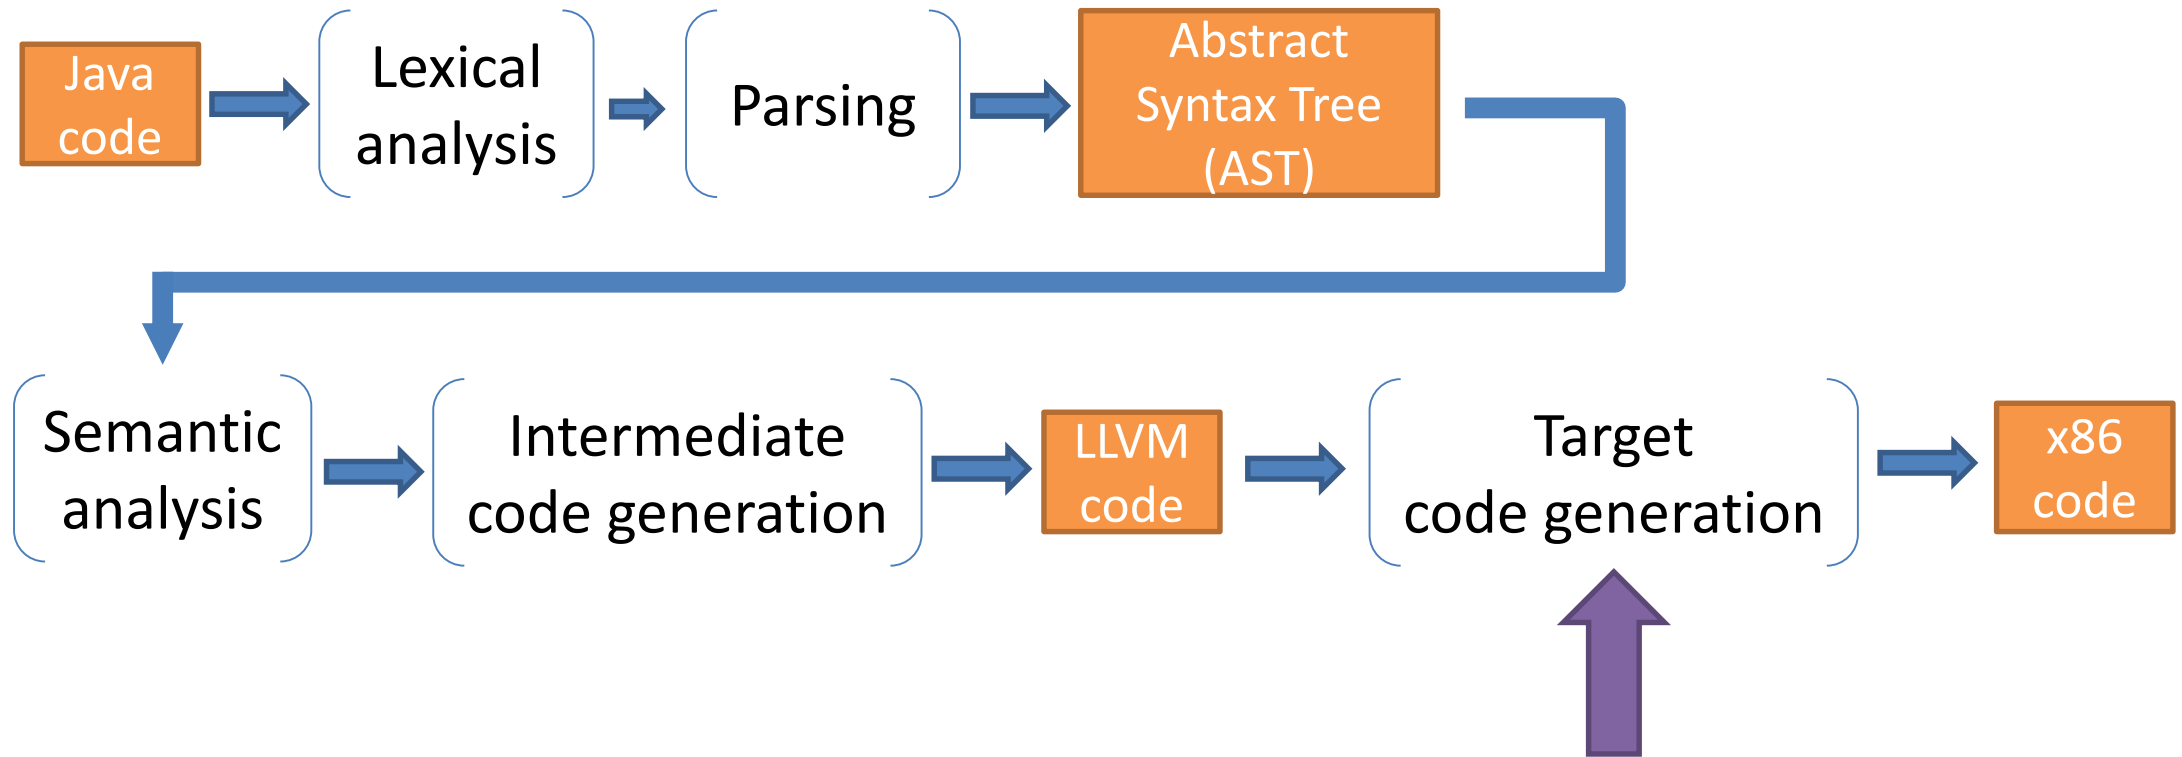 Java
code
Lexical
analysis
Parsing
Abstract
Syntax Tree
(AST)
Semantic
analysis
Intermediate
code generation
LLVM
code
Target
code generation
x86
code